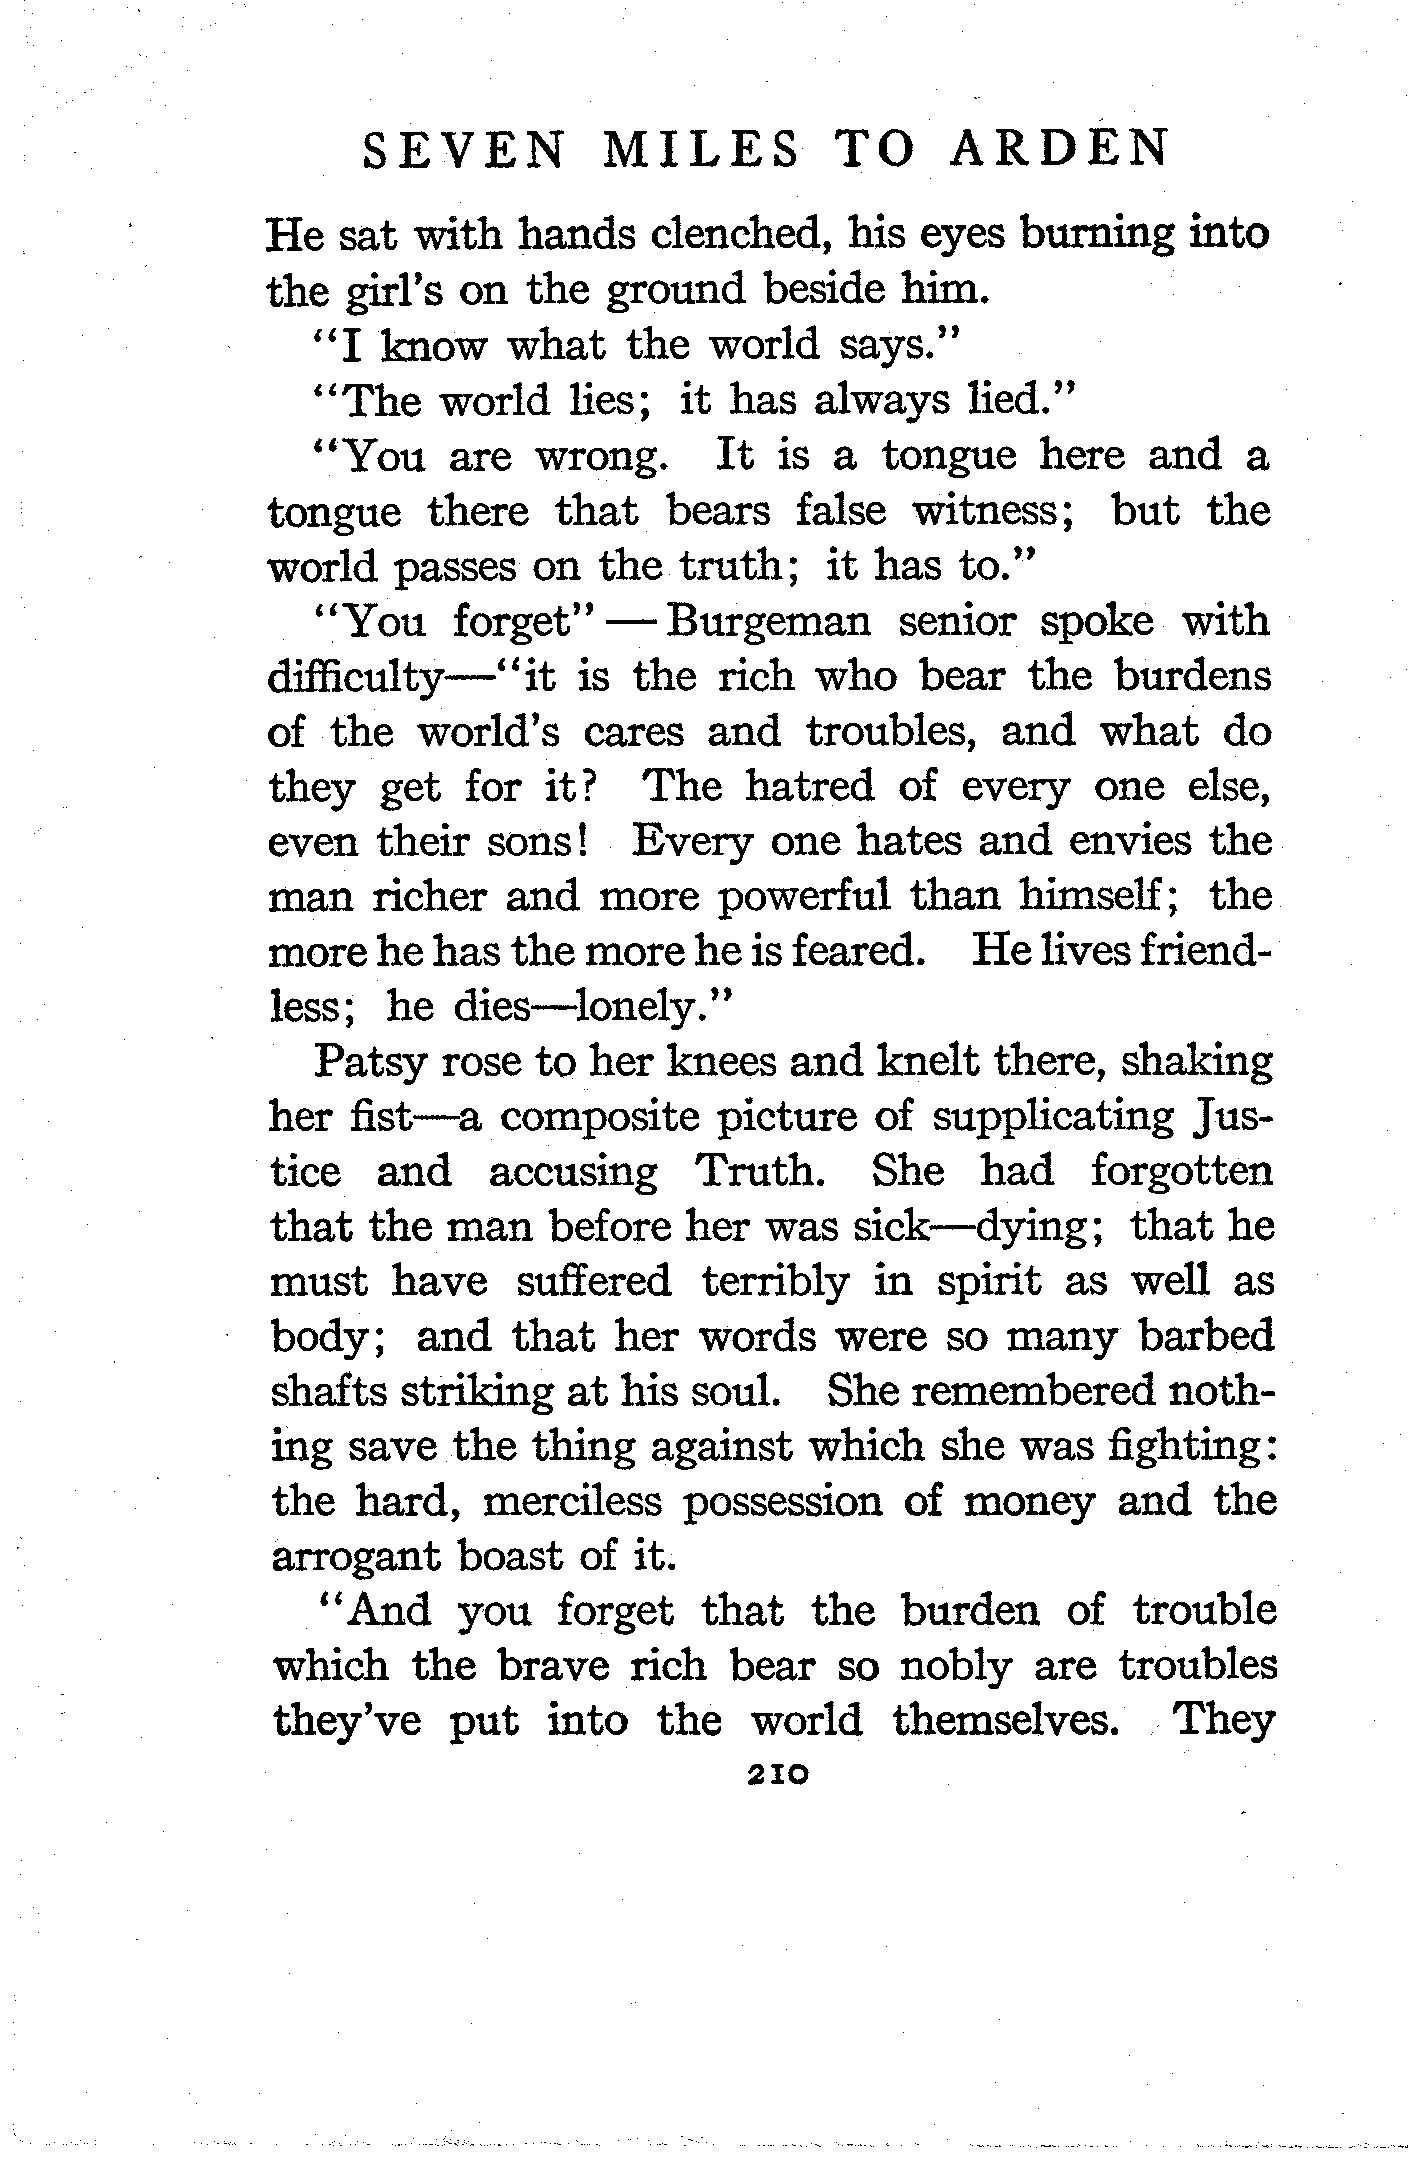 SEVEN MILES TO ARDEN
He sat with hands clenched, his eyes burning into
the girl's on the ground beside him.
"I know what the world says."
"The world lies; it has always lied."
"You are wrong. It is a tongue here and a
tongue there that bears false witness; but the
world passes on the truth; it has to."
"You forget" — Burgeman senior spoke with
difficulty—"it is the rich who bear the burdens
of the world's cares and troubles, and what do
they get for it? The hatred of every one else,
even their sons! Every one hates and envies the
man richer and more powerful than himself; the
more he has the more he is feared. He lives friend-
less; he dies—lonely."
Patsy rose to her knees and knelt there, shaking
her fist—a composite picture of supplicating Jus-
tice and accusing Truth. She had forgotten
that the man before her was sick—dying; that he
must have suffered terribly in spirit as well as
body; and that her words were so many barbed
shafts striking at his soul. She remembered noth-
ing save the thing against which she was fighting:
the hard, merciless possession of money and the
arrogant boast of it.
"And you forget that the burden of trouble
which the brave rich bear so nobly are troubles
they've put into the world themselves. They
210